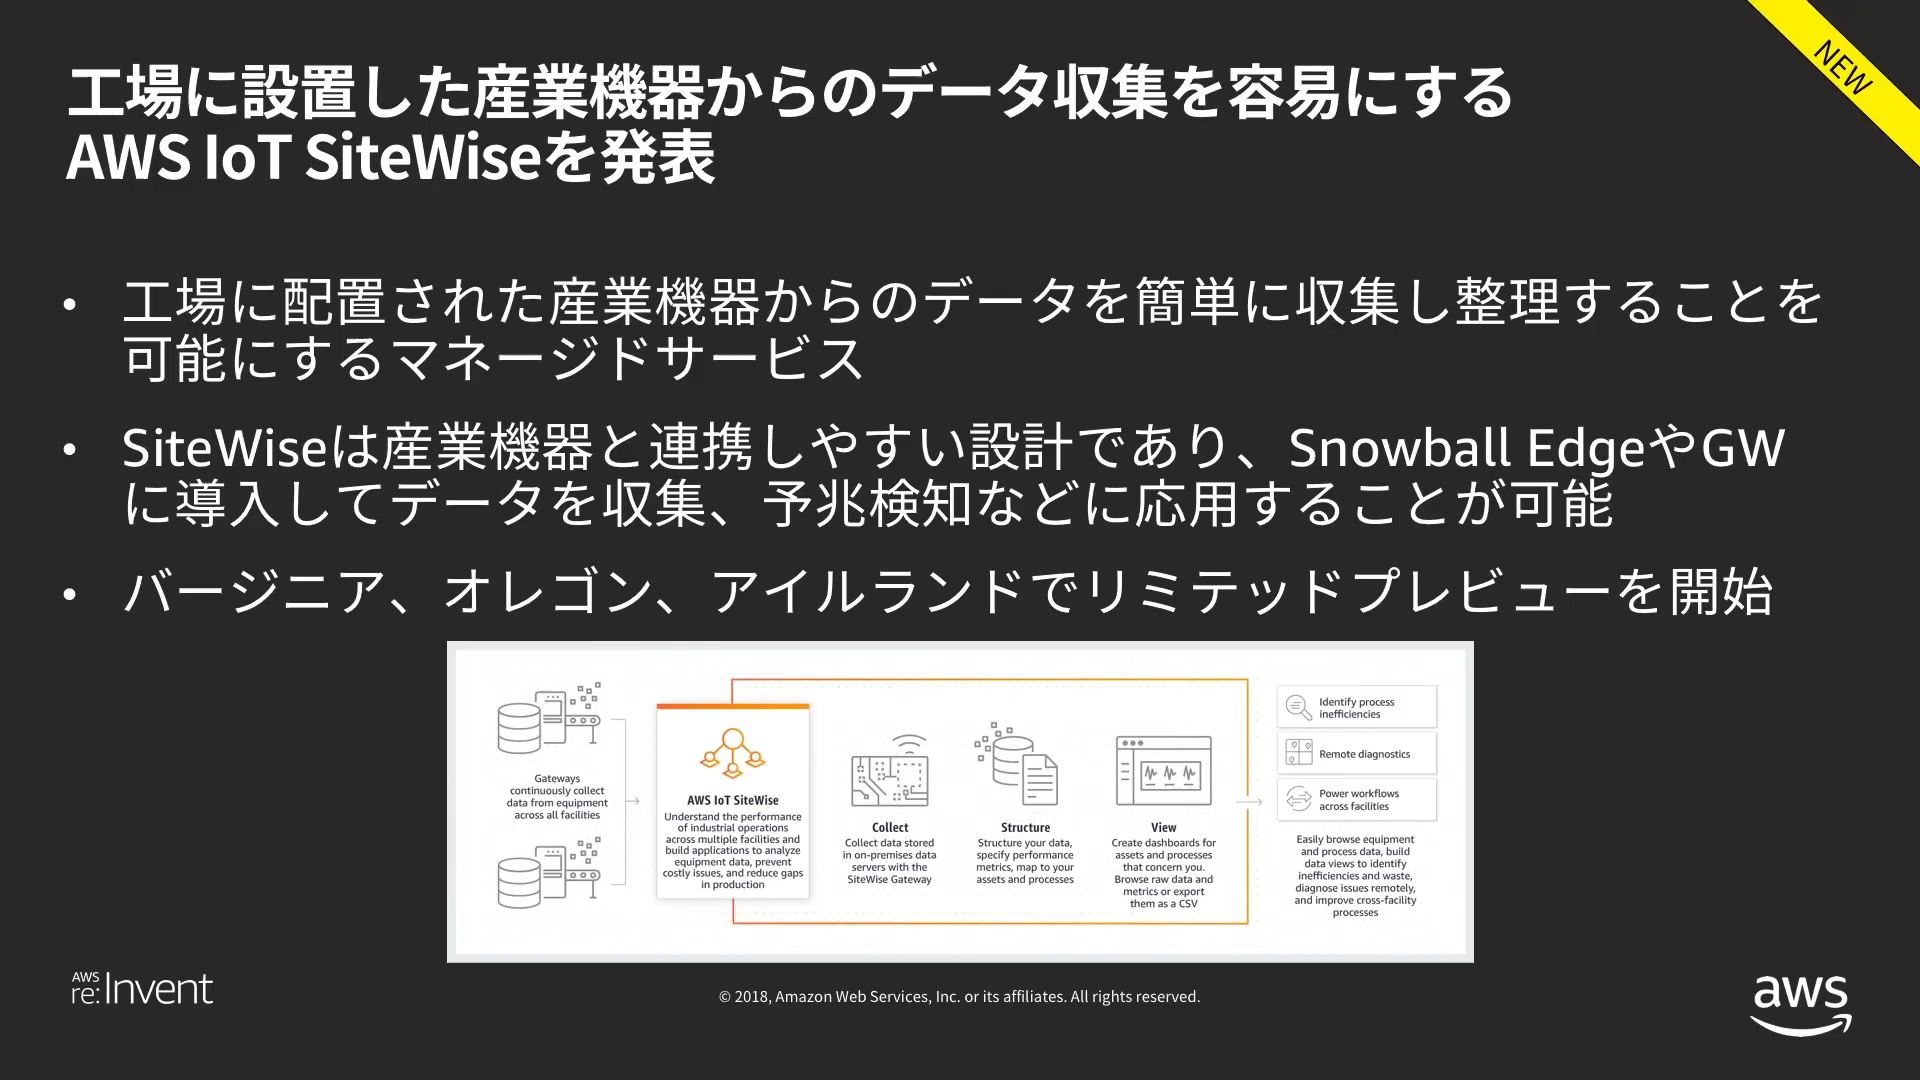 NEW
工場に設置した産業機器からのデータ収集を容易にする
AWS IoT SiteWiseを発表
• 工場に配置された産業機器からのデータを簡単に収集し整理することを
可能にするマネージドサービス
• SiteWiseは産業機器と連携しやすい設計であり、Snowball EdgeやGW
に導入してデータを収集、予兆検知などに応用することが可能
• バージニア、オレゴン、アイルランドでリミテッドプレビューを開始
Gateways
continuously collect
data from equipment
across all facilities
AWS IoT SiteWise
Understand the performance
of industrial operations
across multiple facilities and
build applications to analyze
equipment data, prevent
costly issues, and reduce gaps
in production
Collect
Collect data stored
in on-premises data
servers with the
SiteWise Gateway
Structure
Structure your data,
specify performance
metrics, map to your
assets and processes
View
Create dashboards for
assets and processes
that concern you.
Browse raw data and
metrics or export
them as a CSV
Identify process
inefficiencies
Remote diagnostics
Power workflows
across facilities
Easily browse equipment
and process data, build
data views to identify
inefficiencies and waste,
diagnose issues remotely,
and improve cross-facility
processes
AWS
re:Invent
© 2018, Amazon Web Services, Inc. or its affiliates. All rights reserved.
aws